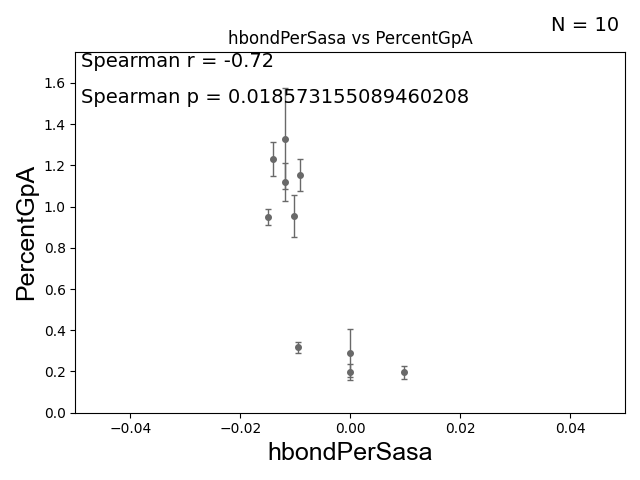 N = 10
hbondPerSasa vs PercentGpA
Spearman r = -0.72
Spearman p = 0.018573155089460208
PercentGpA
1.6
1.4
1.2
1.0
0.8
0.6
0.4
0.2
0.0
−0.04 −0.02 0.00 0.02 0.04
hbondPerSasa